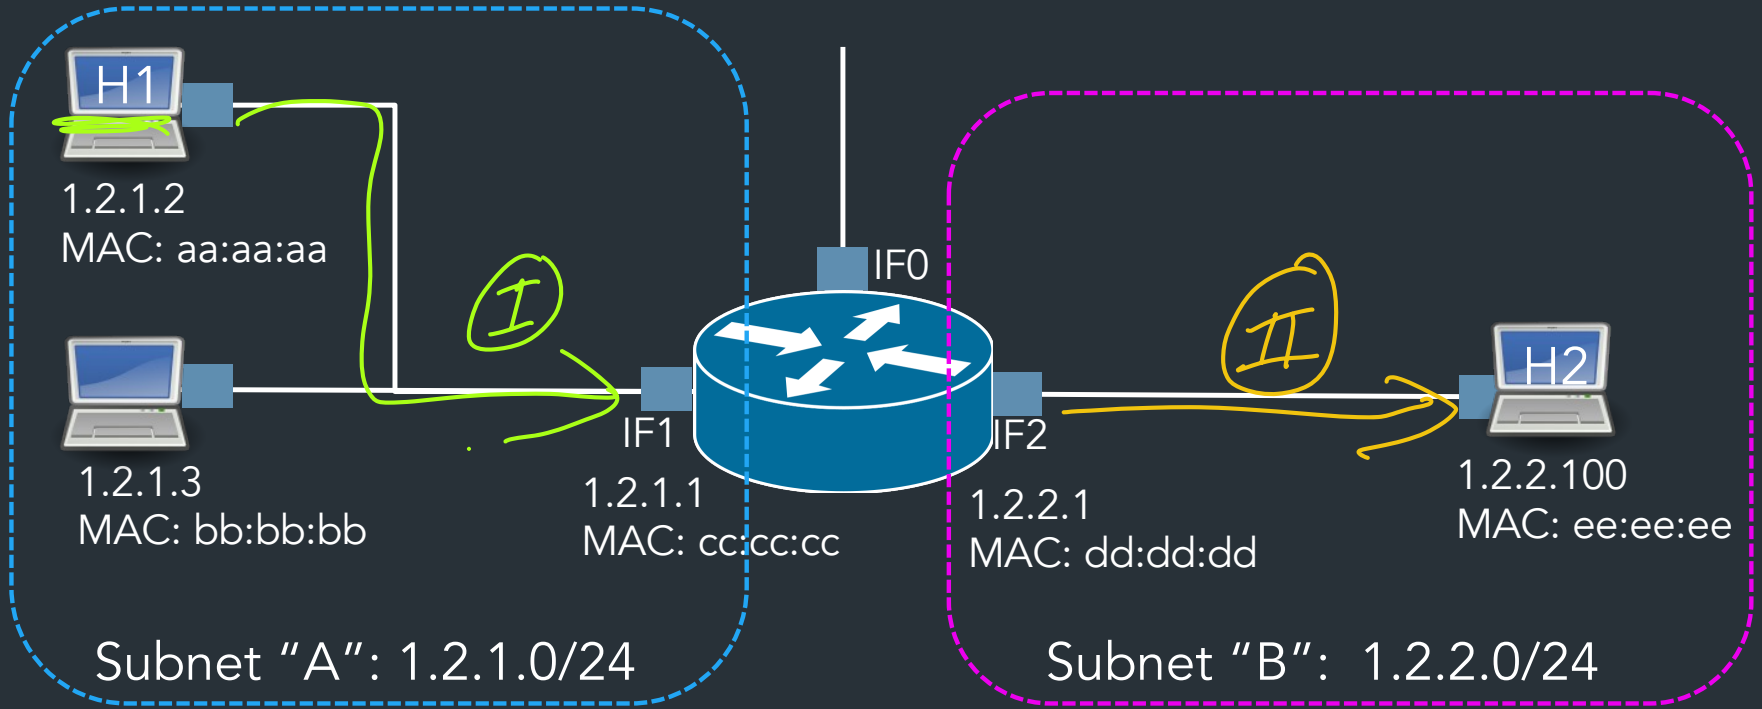 H1
1.2.1.2
MAC: aa:aa:aa
I
IF0
II
H2
IF1
IF2
1.2.1.3
MAC: bb:bb:bb
1.2.1.1
MAC: cc:cc:cc
1.2.2.1
MAC: dd:dd:dd
1.2.2.100
MAC: ee:ee:ee
Subnet “A”: 1.2.1.0/24
Subnet “B”: 1.2.2.0/24